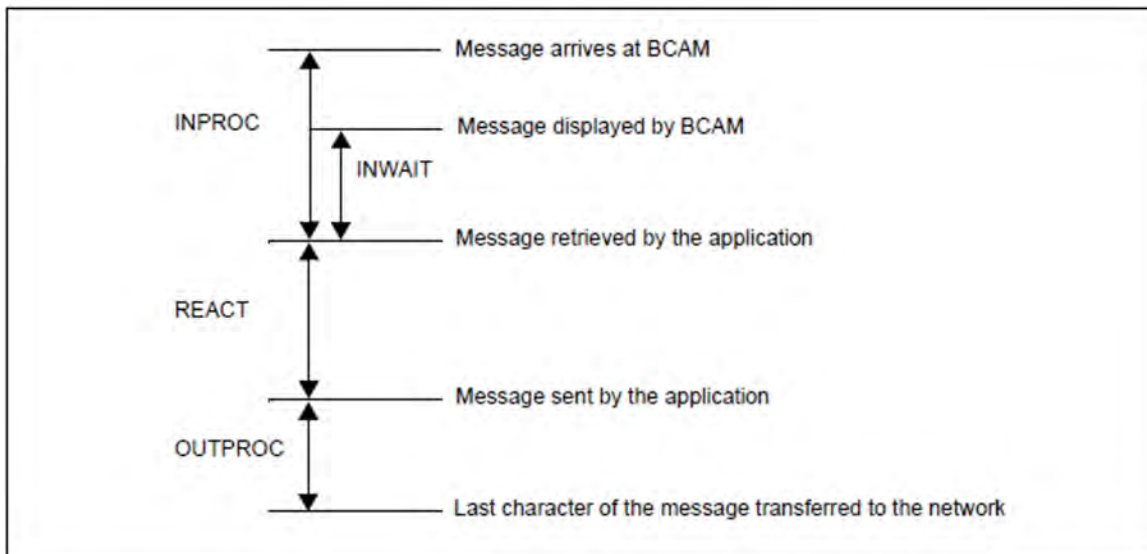 Message arrives at BCAM
INPROC
Message displayed by BCAM
INWAIT
Message retrieved by the application
REACT
Message sent by the application
OUTPROC
Last character of the message transferred to the network